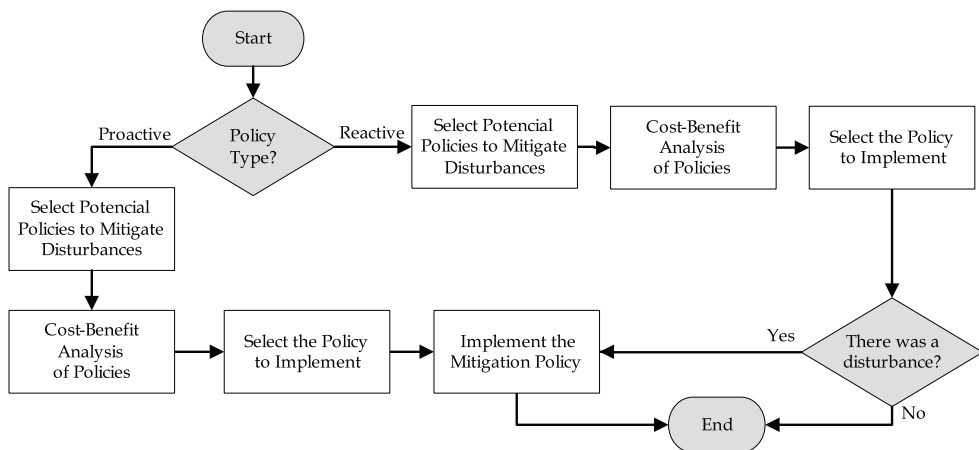 Start
Policy
Type?
Proactive
Reactive
Select Potencial
Policies to Mitigate
Disturbances
Cost-Benefit
Analysis
of Policies
Select the Policy
to Implement
Select Potencial
Policies to Mitigate
Disturbances
Cost-Benefit
Analysis
of Policies
Select the Policy
to Implement
Implement the
Mitigation Policy
Yes
There was a
disturbance?
No
End